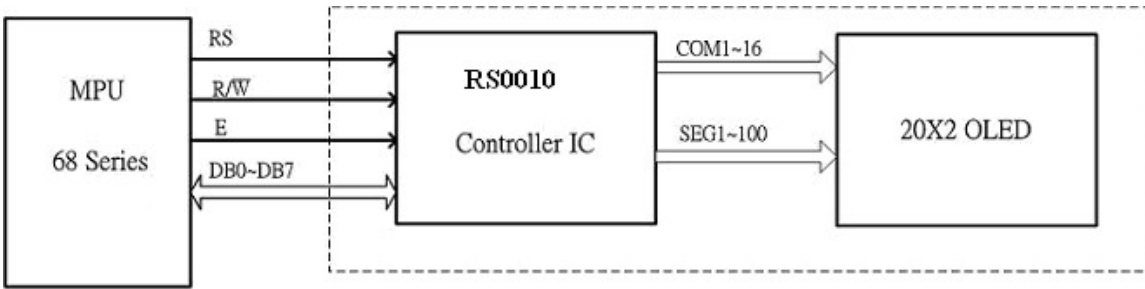 MPU
68 Series
RS
R/W̅
E
DB0~DB7
RS0010
Controller IC
COM1~16
SEG1~100
20X2 OLED